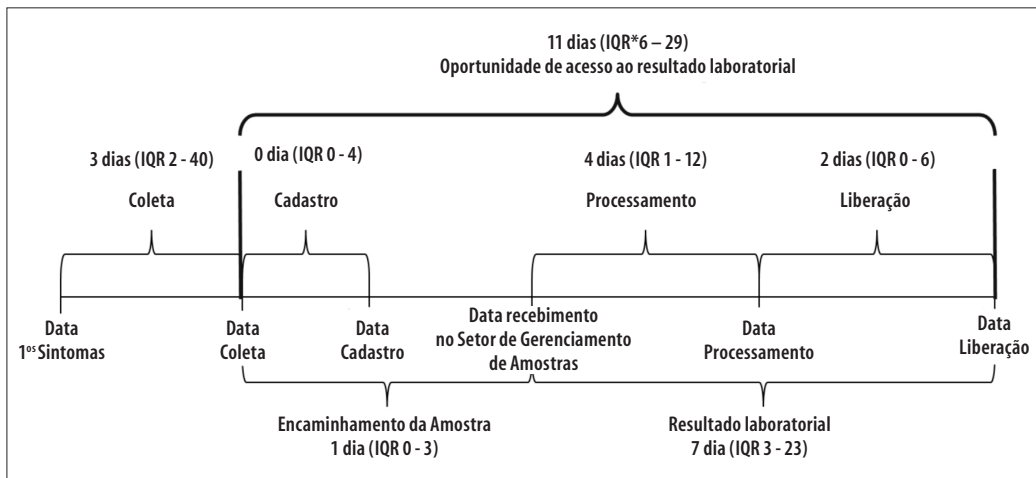 11 dias (IQR*6 – 29)
Oportunidade de acesso ao resultado laboratorial
3 dias (IQR 2 - 40)
Coleta
0 dia (IQR 0 - 4)
Cadastro
4 dias (IQR 1 - 12)
Processamento
2 dias (IQR 0 - 6)
Liberação
Data
1ºs Sintomas
Data
Coleta
Data
Cadastro
Data recebimento
no Setor de Gerenciamento
de Amostras
Data
Processamento
Data
Liberação
Encaminhamento da Amostra
1 dia (IQR 0 - 3)
Resultado laboratorial
7 dia (IQR 3 - 23)